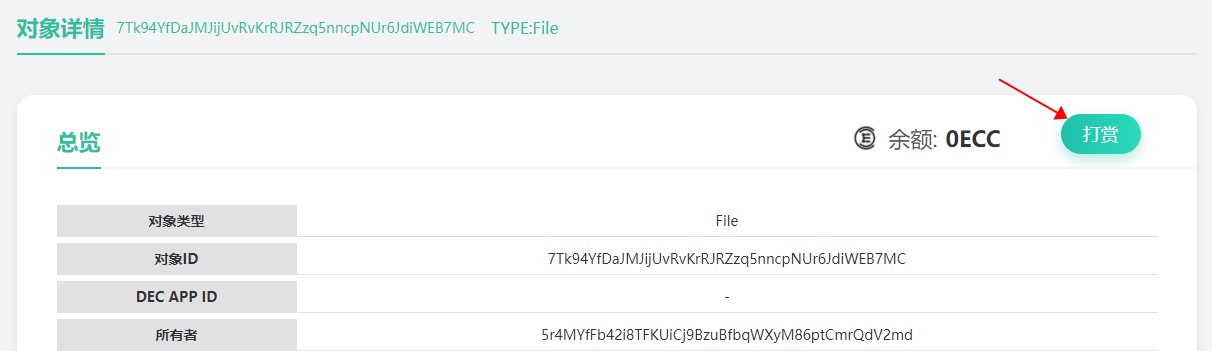 对象详情 7Tk94YfDaJMJijUvRvKrRJRZzq5nncpNUr6JdiWEB7MC TYPE:File
总览 余额: 0ECC 打赏
对象类型 File
对象ID 7Tk94YfDaJMJijUvRvKrRJRZzq5nncpNUr6JdiWEB7MC
DEC APP ID -
所有者 5r4MYfFb42i8TFKUiCj9BzuBfbqWXyM86ptCmrQdV2md